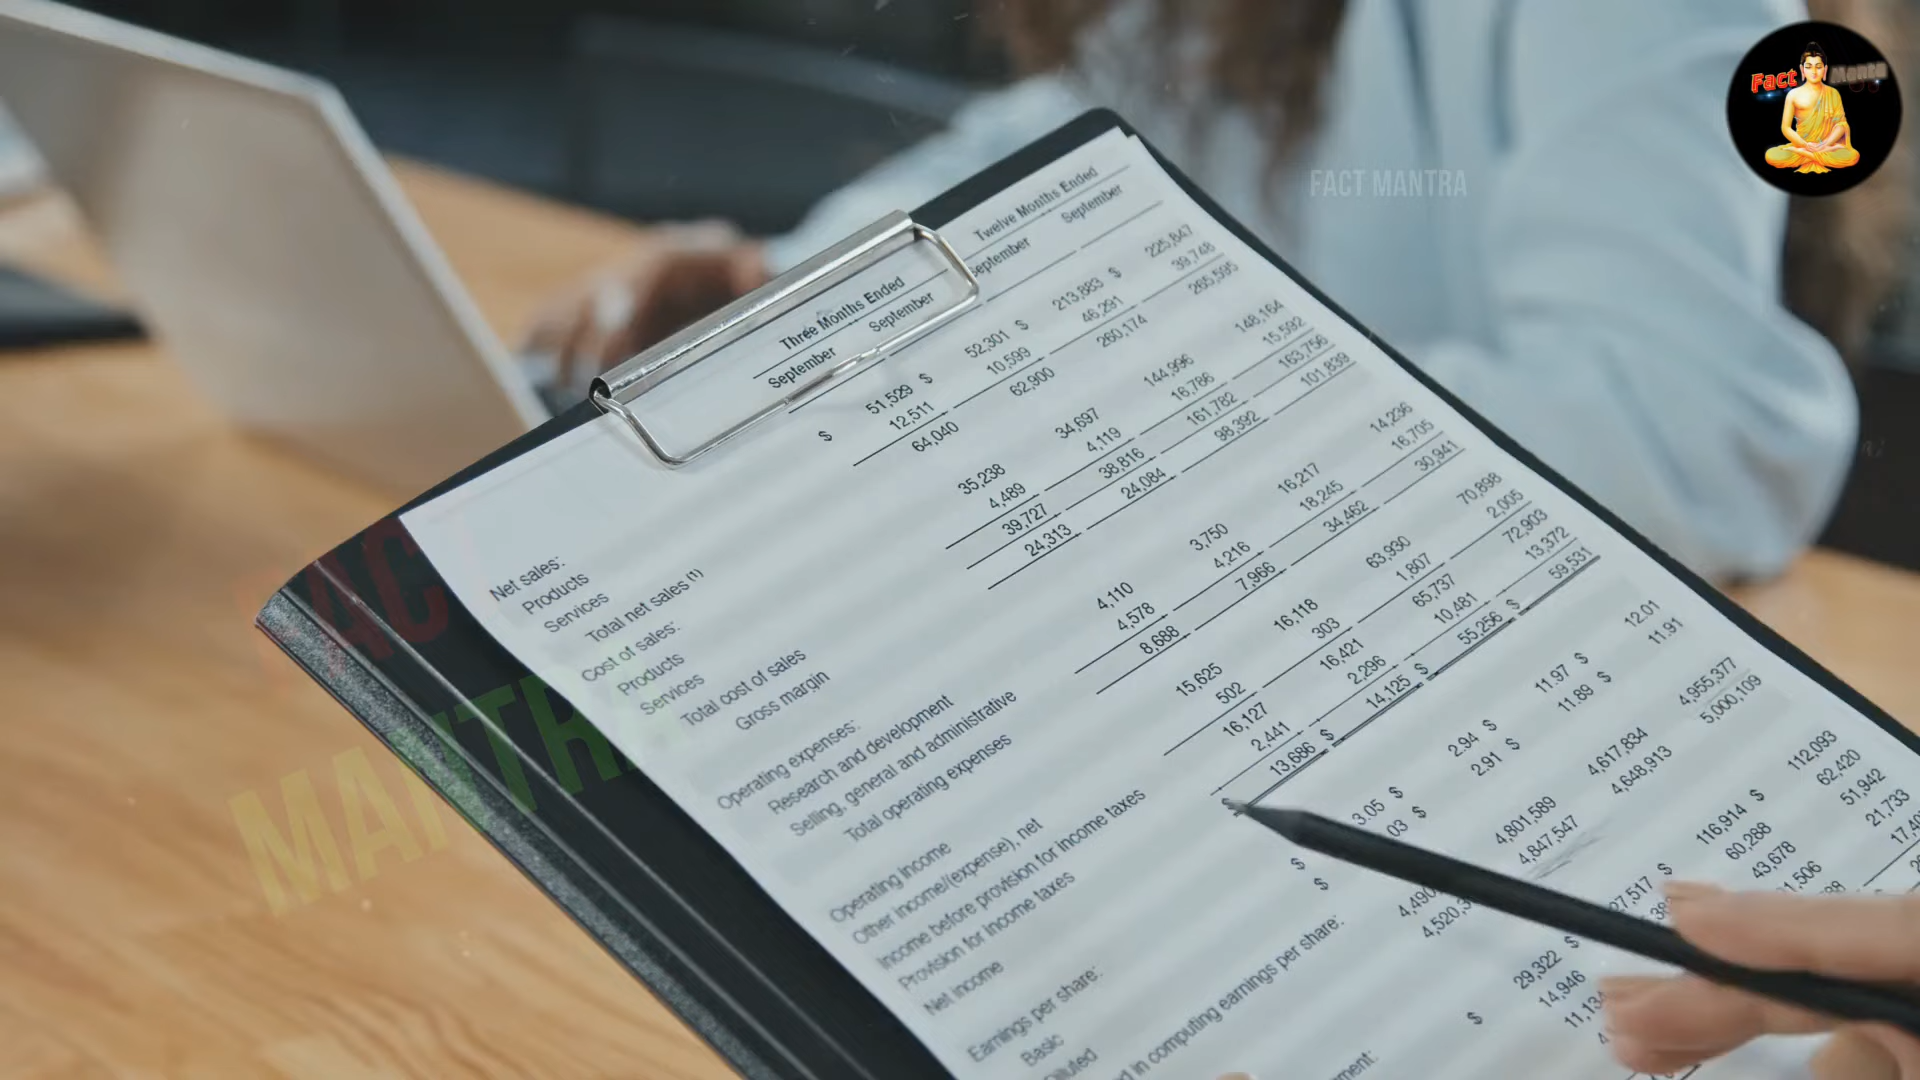 Fact
FACT MANTRA
FACT
MANTRA
Three Months Ended Twelve Months Ended
September September September September
Net sales:
Products $ 51,529 $ 52,301 $ 213,883 $ 225,847
Services 12,511 10,599 46,291 39,748
Total net sales (1) 64,040 62,900 260,174 265,595
Cost of sales:
Products 35,238 34,697 144,996 148,164
Services 4,489 4,119 16,786 15,592
Total cost of sales 39,727 38,816 161,782 163,756
Gross margin 24,313 24,084 98,392 101,839
Operating expenses:
Research and development 4,110 3,750 16,217 14,236
Selling, general and administrative 4,578 4,216 18,245 16,705
Total operating expenses 8,688 7,966 34,462 30,941
Operating income 15,625 16,118 63,930 70,898
Other income/(expense), net 502 303 1,807 2,005
Income before provision for income taxes 16,127 16,421 65,737 72,903
Provision for income taxes 2,441 2,296 10,481 13,372
Net income 13,686 $ 14,125 $ 55,256 $ 59,531
Earnings per share:
Basic $ 3.05 $ 2.94 $ 11.97 $ 12.01
Diluted $ 03 $ 2.91 $ 11.89 $ 11.91
in computing earnings per share:
4,801,589 4,617,834 4,955,377
4,847,547 4,648,913 5,000,109
$ 29,322 $ 27,517 $ 116,914 $ 112,093
14,946 60,288 62,420
43,678 51,942
21,733